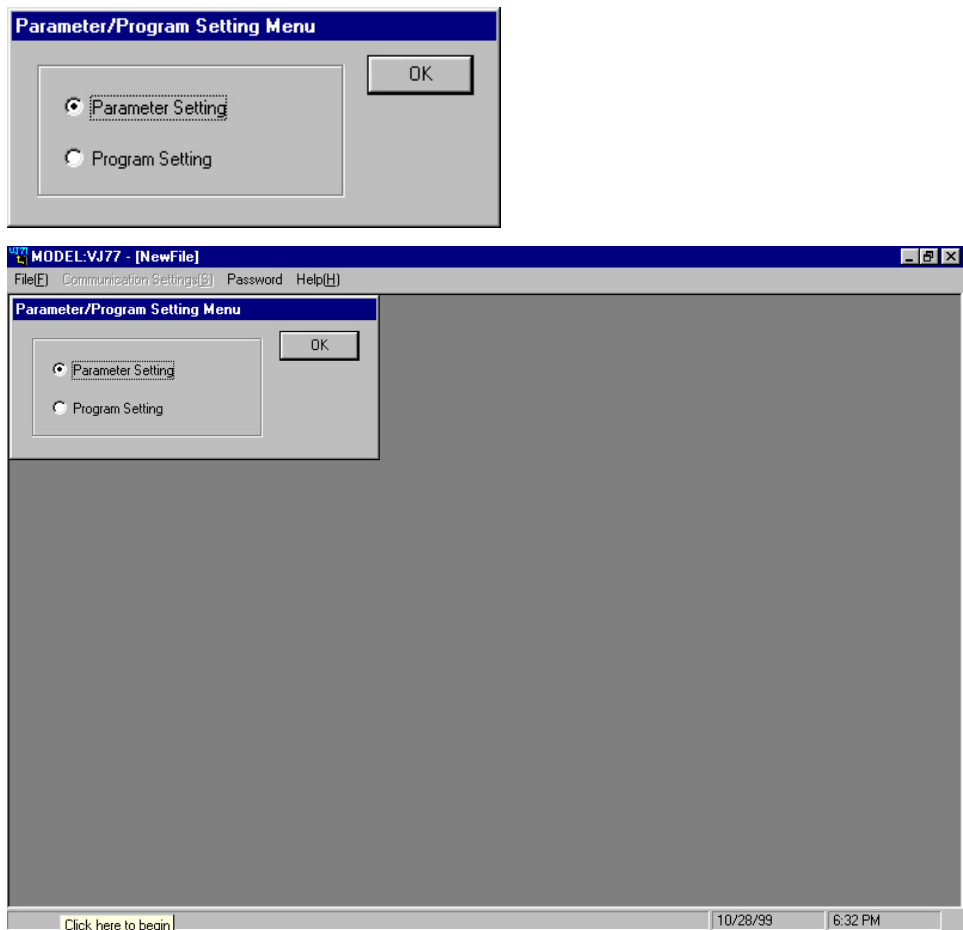 Parameter/Program Setting Menu
OK
Parameter Setting
Program Setting
VJ77 MODEL:VJ77 - [NewFile]
File(F) Communication Settings(S) Password Help(H)
Parameter/Program Setting Menu
OK
Parameter Setting
Program Setting
Click here to begin 10/28/99 6:32 PM